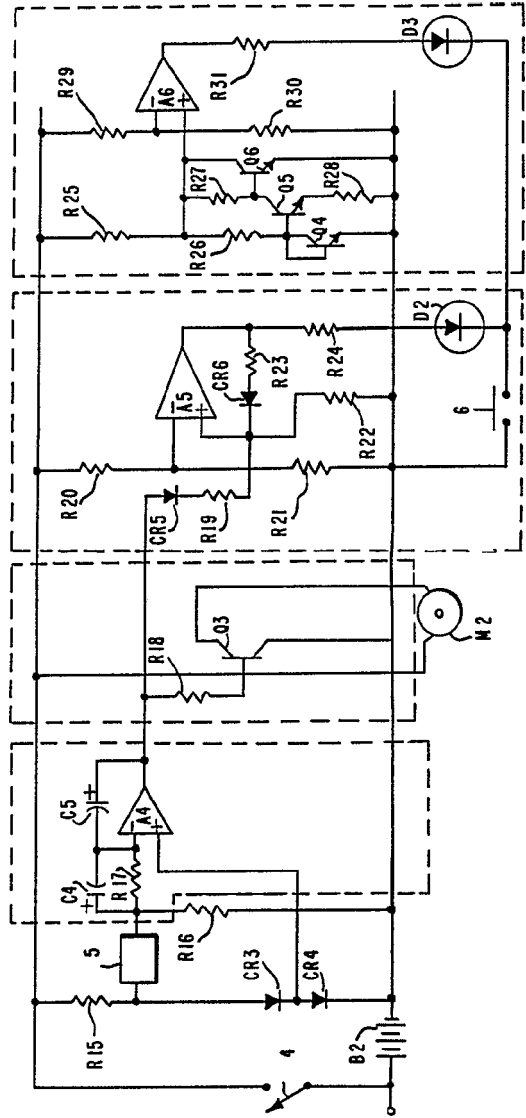 R29
R25
R31
D3
A6
−
+
R30
R27
Q6
Q5
R28
R26
Q4
R20
A5
−
+
CR6
R23
R24
D2
CR5
R19
R22
R21
6
R18
Q3
M2
C5
+
C4
+
R17
A4
−
+
5
R16
R15
CR3
CR4
4
B2